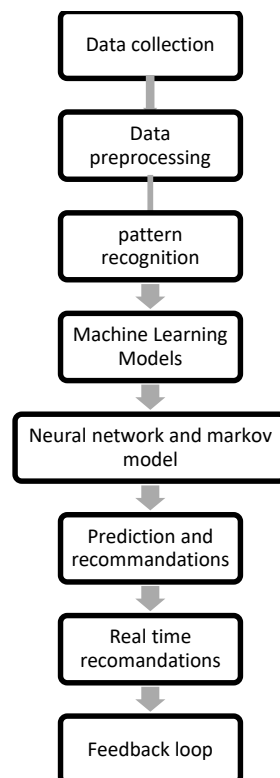 Data collection
Data
preprocessing
pattern
recognition
Machine Learning
Models
Neural network and markov
model
Prediction and
recommandations
Real time
recomandations
Feedback loop